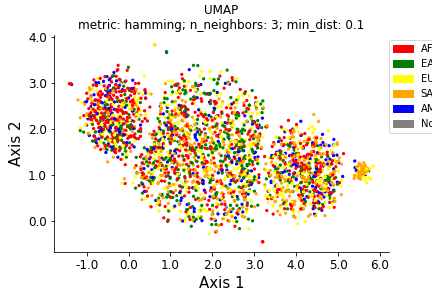 UMAP
metric: hamming; n_neighbors: 3; min_dist: 0.1
4.0
3.0
2.0
1.0
0.0
Axis 2
-1.0 0.0 1.0 2.0 3.0 4.0 5.0 6.0
Axis 1
AF
EA
EU
SA
AM
No